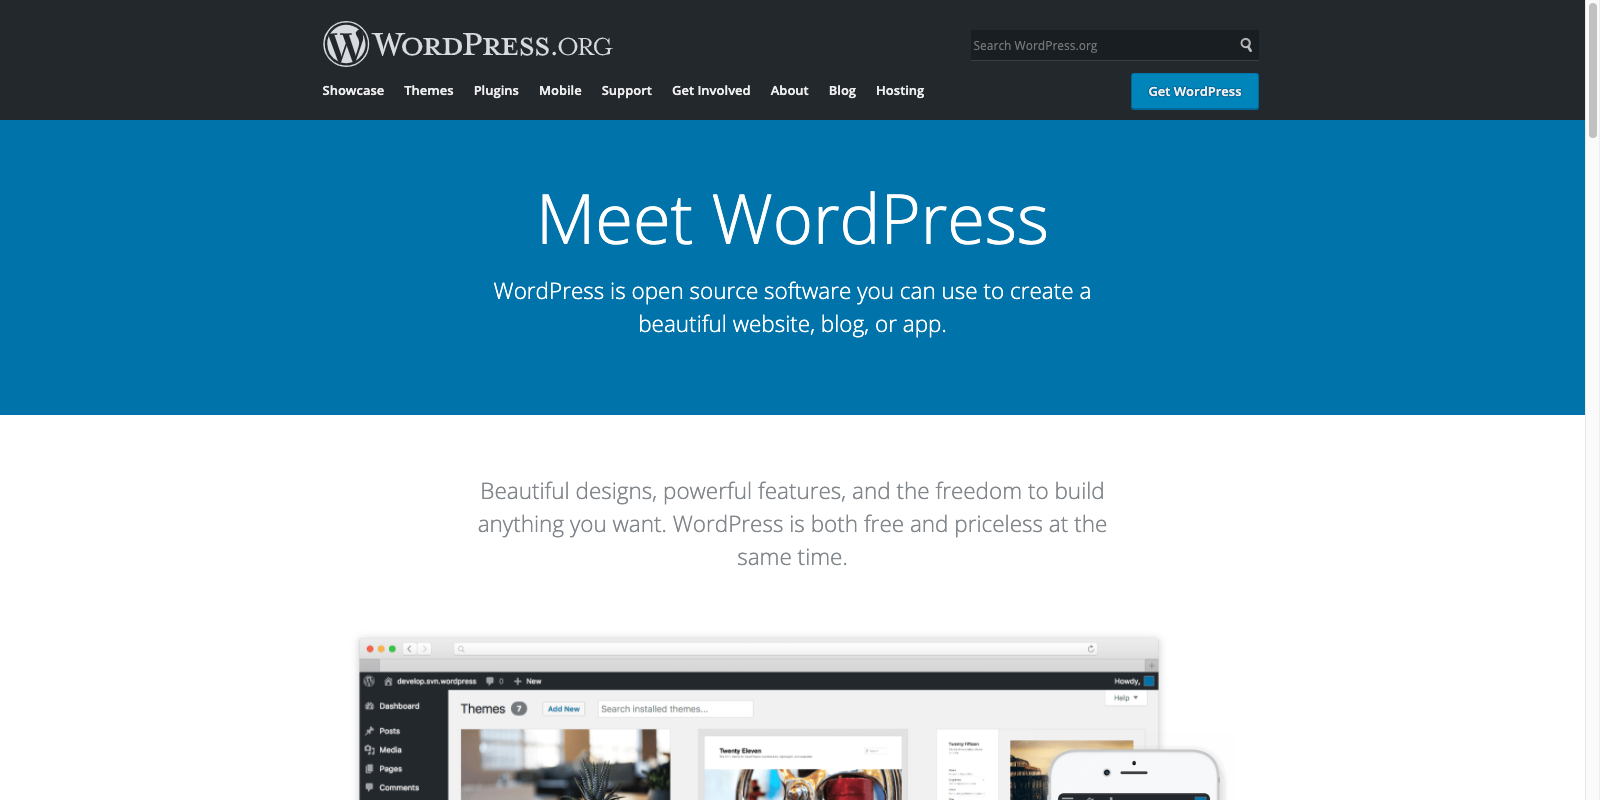 WORDPRESS.ORG
Search WordPress.org
Showcase Themes Plugins Mobile Support Get Involved About Blog Hosting
Get WordPress
Meet WordPress
WordPress is open source software you can use to create a
beautiful website, blog, or app.
Beautiful designs, powerful features, and the freedom to build
anything you want. WordPress is both free and priceless at the
same time.
develop.svn.wordpress 0 + New Howdy,
Help
Dashboard
Themes 7 Add New Search installed themes...
Posts
Media
Pages
Comments
Twenty Eleven
Twenty Fifteen